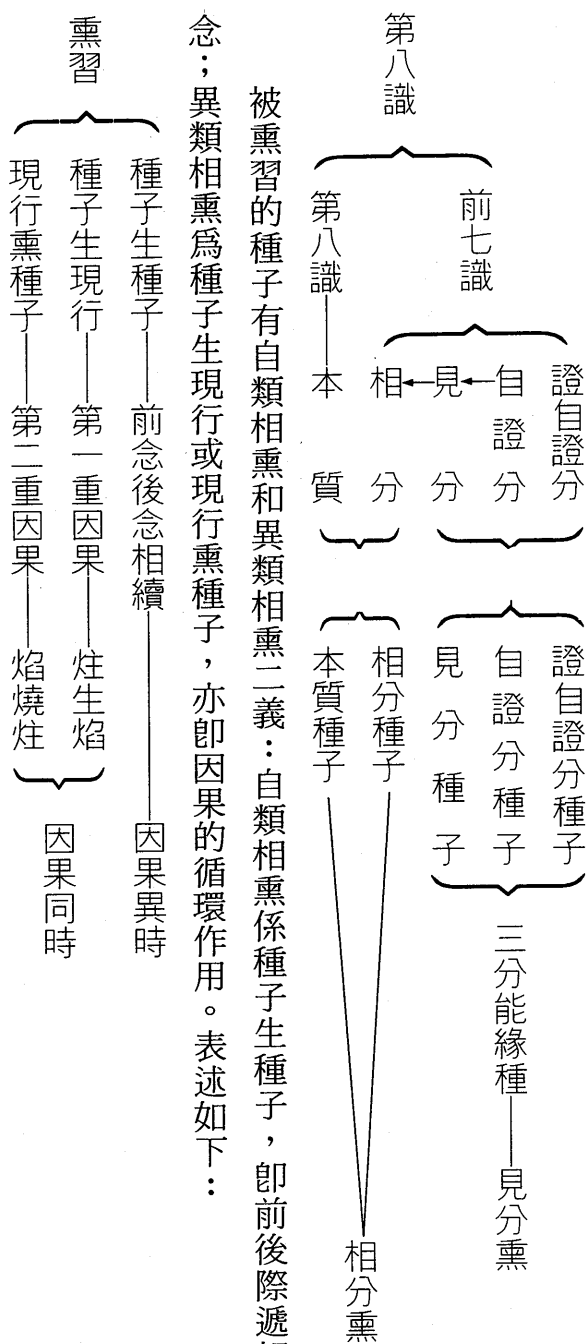 證自證分
自證分
見分
相分
本質
前七識
第八識
第八識
證自證分種子
自證分種子
見分種子
相分種子
本質種子
三分能緣種——見分熏
相分熏
被熏習的種子有自類相熏和異類相熏二義：自類相熏係種子生種子，卽前後際遞
念；異類相熏爲種子生現行或現行熏種子，亦卽因果的循環作用。表述如下：
熏習
種子生種子——前念後念相續——因果異時
種子生現行——第一重因果——炷生焰
現行熏種子——第二重因果——焰燒炷
因果同時